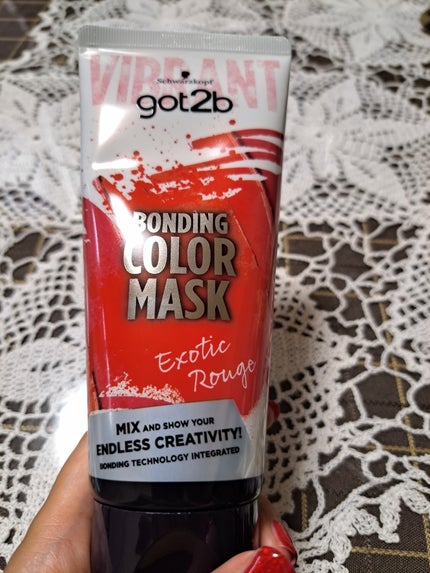 VIBRANT
Schwarzkopf
got2b
BONDING
COLOR
MASK
Exotic
Rouge
MIX AND SHOW YOUR
ENDLESS CREATIVITY!
BONDING TECHNOLOGY INTEGRATED